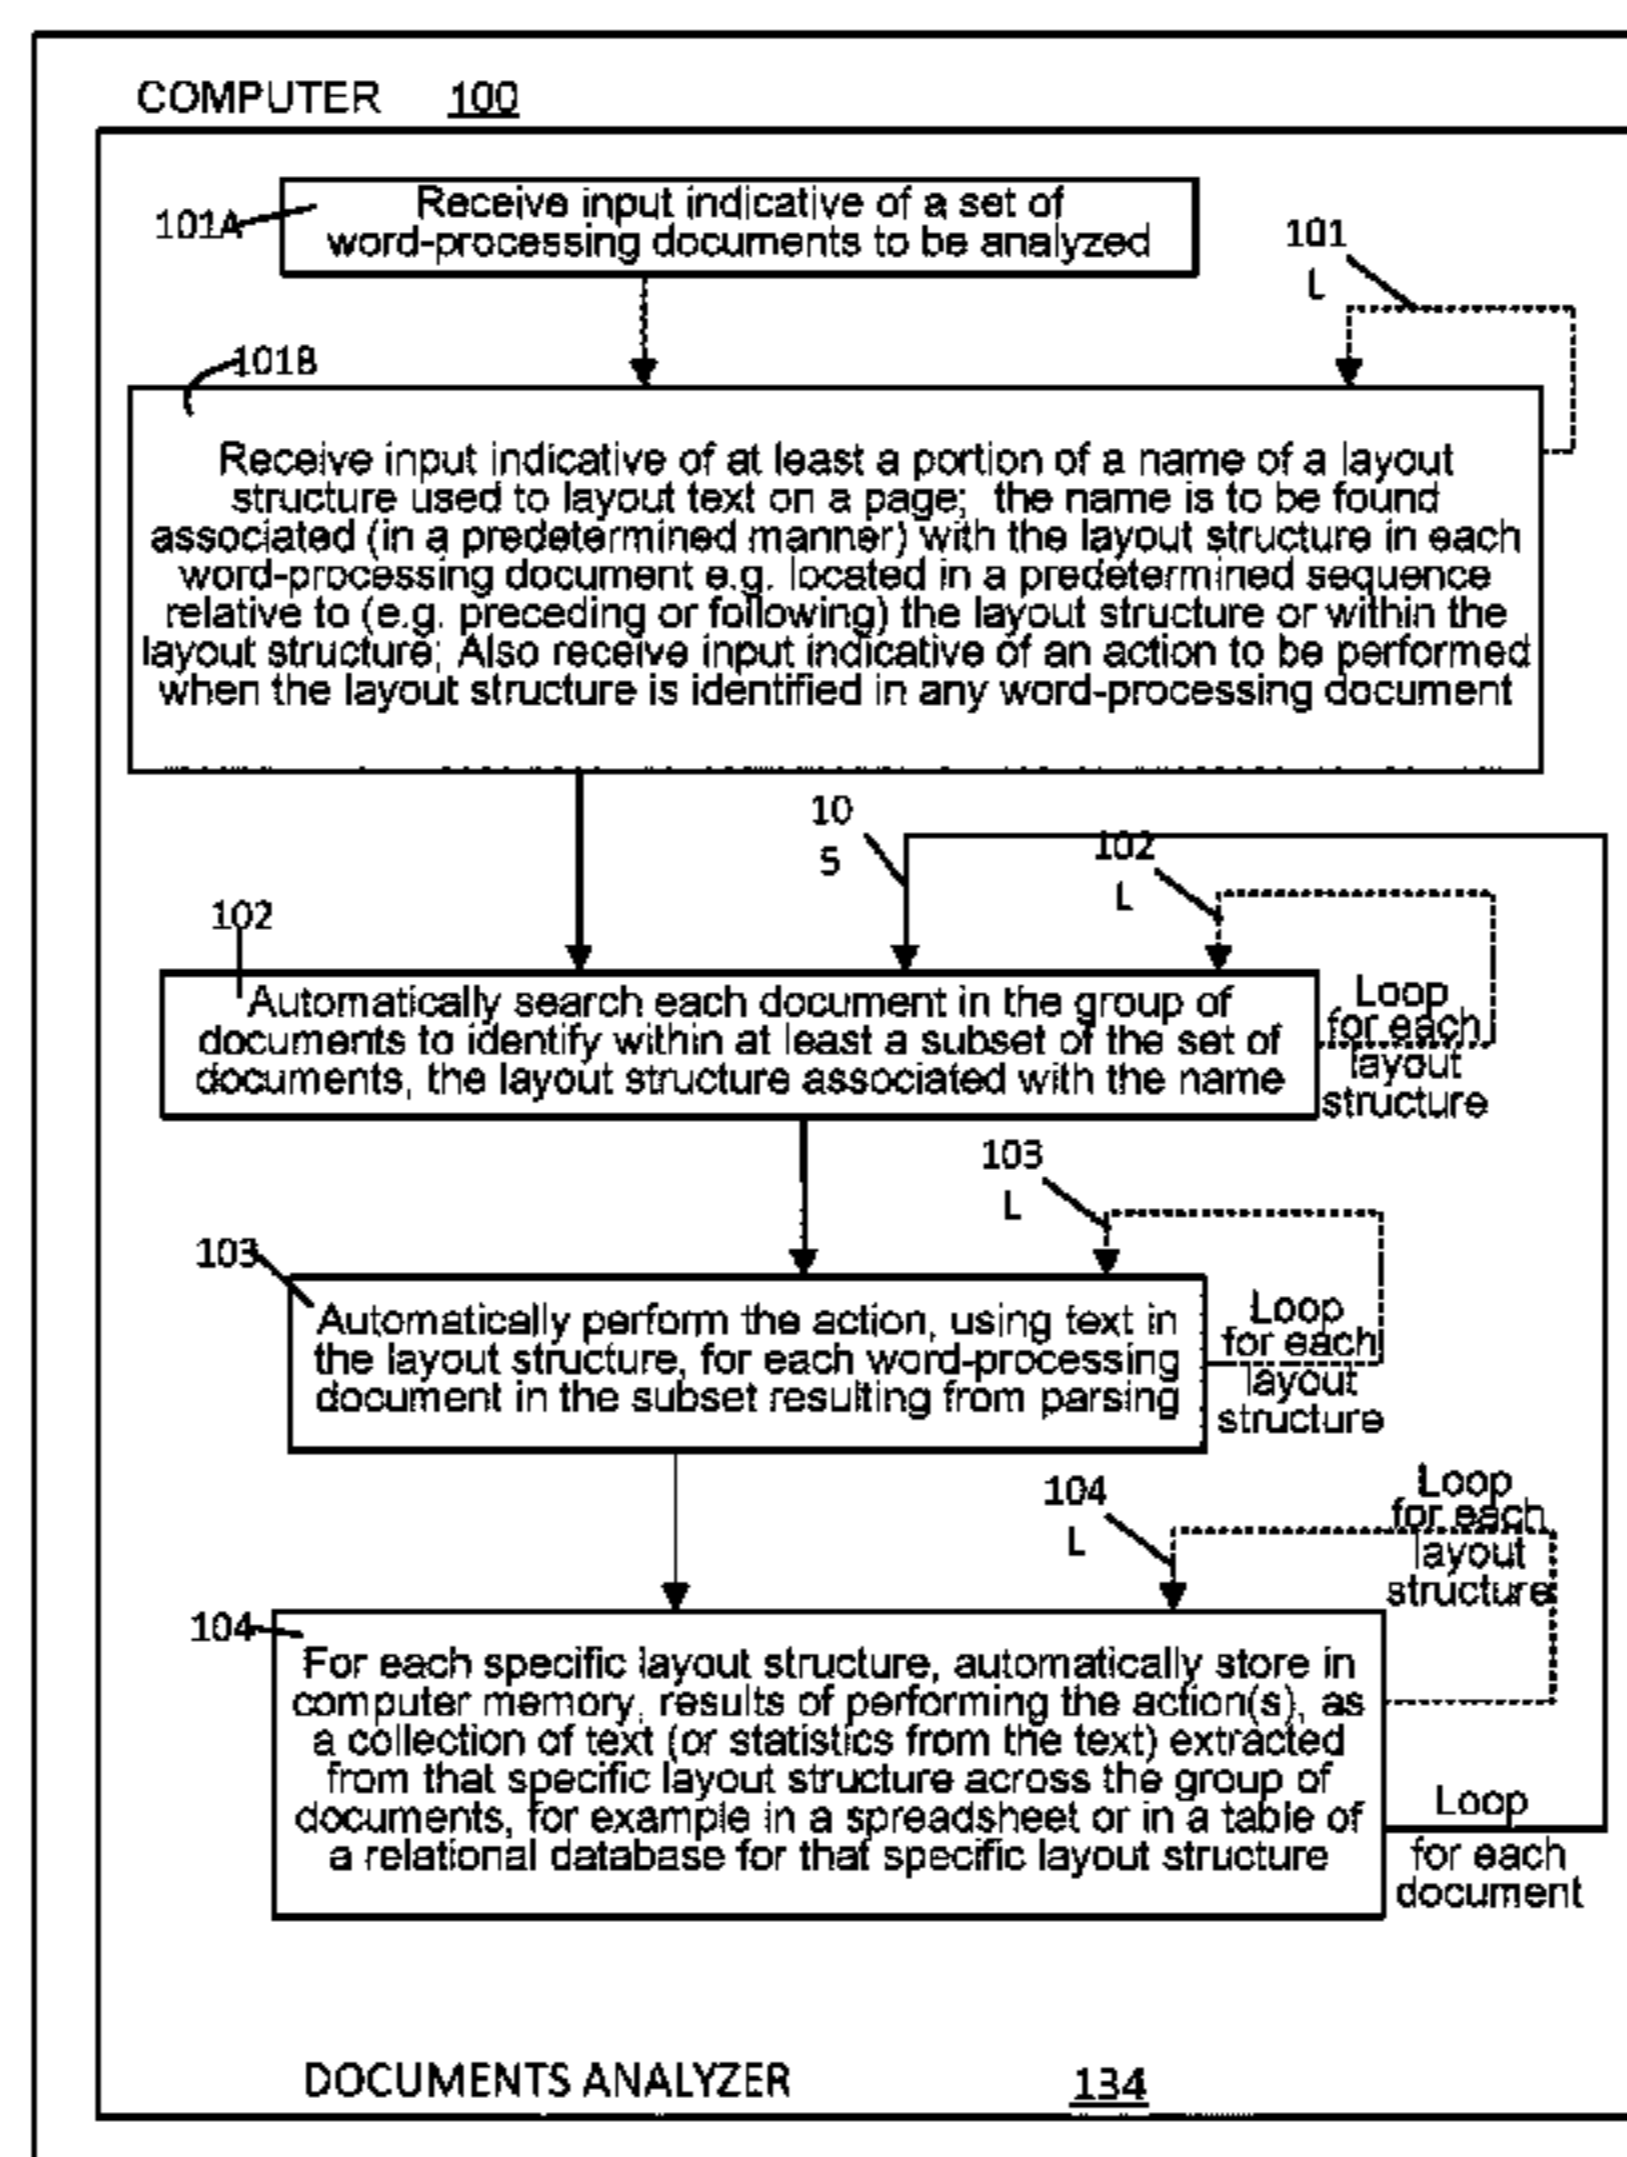 COMPUTER 100
101A
Receive input indicative of a set of
word-processing documents to be analyzed
101
L
101B
Receive input indicative of at least a portion of a name of a layout
structure used to layout text on a page; the name is to be found
associated (in a predetermined manner) with the layout structure in each
word-processing document e.g. located in a predetermined sequence
relative to (e.g. preceding or following) the layout structure or within the
layout structure; Also receive input indicative of an action to be performed
when the layout structure is identified in any word-processing document
10
5
102
L
102
Automatically search each document in the group of
documents to identify within at least a subset of the set of
documents, the layout structure associated with the name
Loop
for each
layout
structure
103
L
103
Automatically perform the action, using text in
the layout structure, for each word-processing
document in the subset resulting from parsing
Loop
for each
layout
structure
104
L
Loop
for each
layout
structure
104
For each specific layout structure, automatically store in
computer memory, results of performing the action(s), as
a collection of text (or statistics from the text) extracted
from that specific layout structure across the group of
documents, for example in a spreadsheet or in a table of
a relational database for that specific layout structure
Loop
for each
document
DOCUMENTS ANALYZER 134